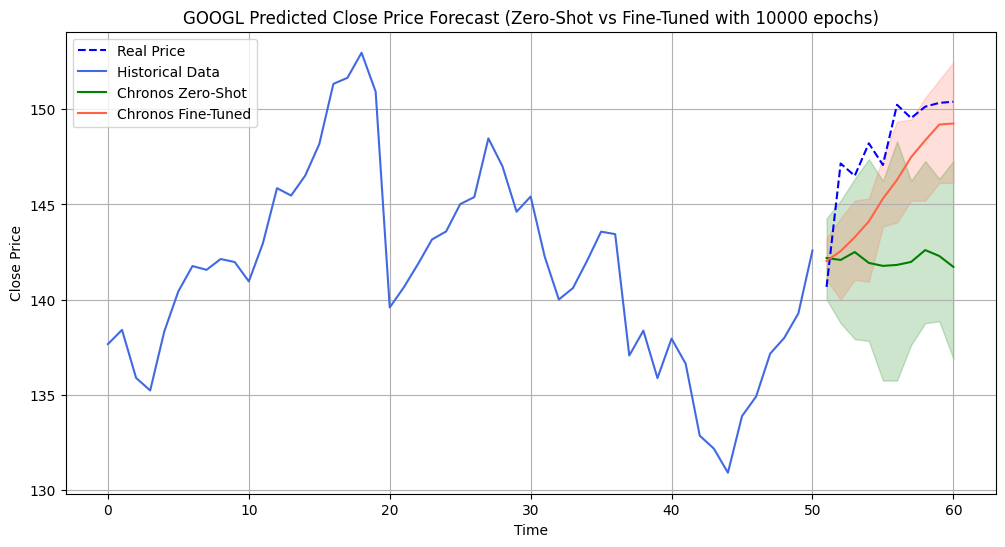 GOOGL Predicted Close Price Forecast (Zero-Shot vs Fine-Tuned with 10000 epochs)
Real Price
Historical Data
Chronos Zero-Shot
Chronos Fine-Tuned
Close Price
150
145
140
135
130
0 10 20 30 40 50 60
Time